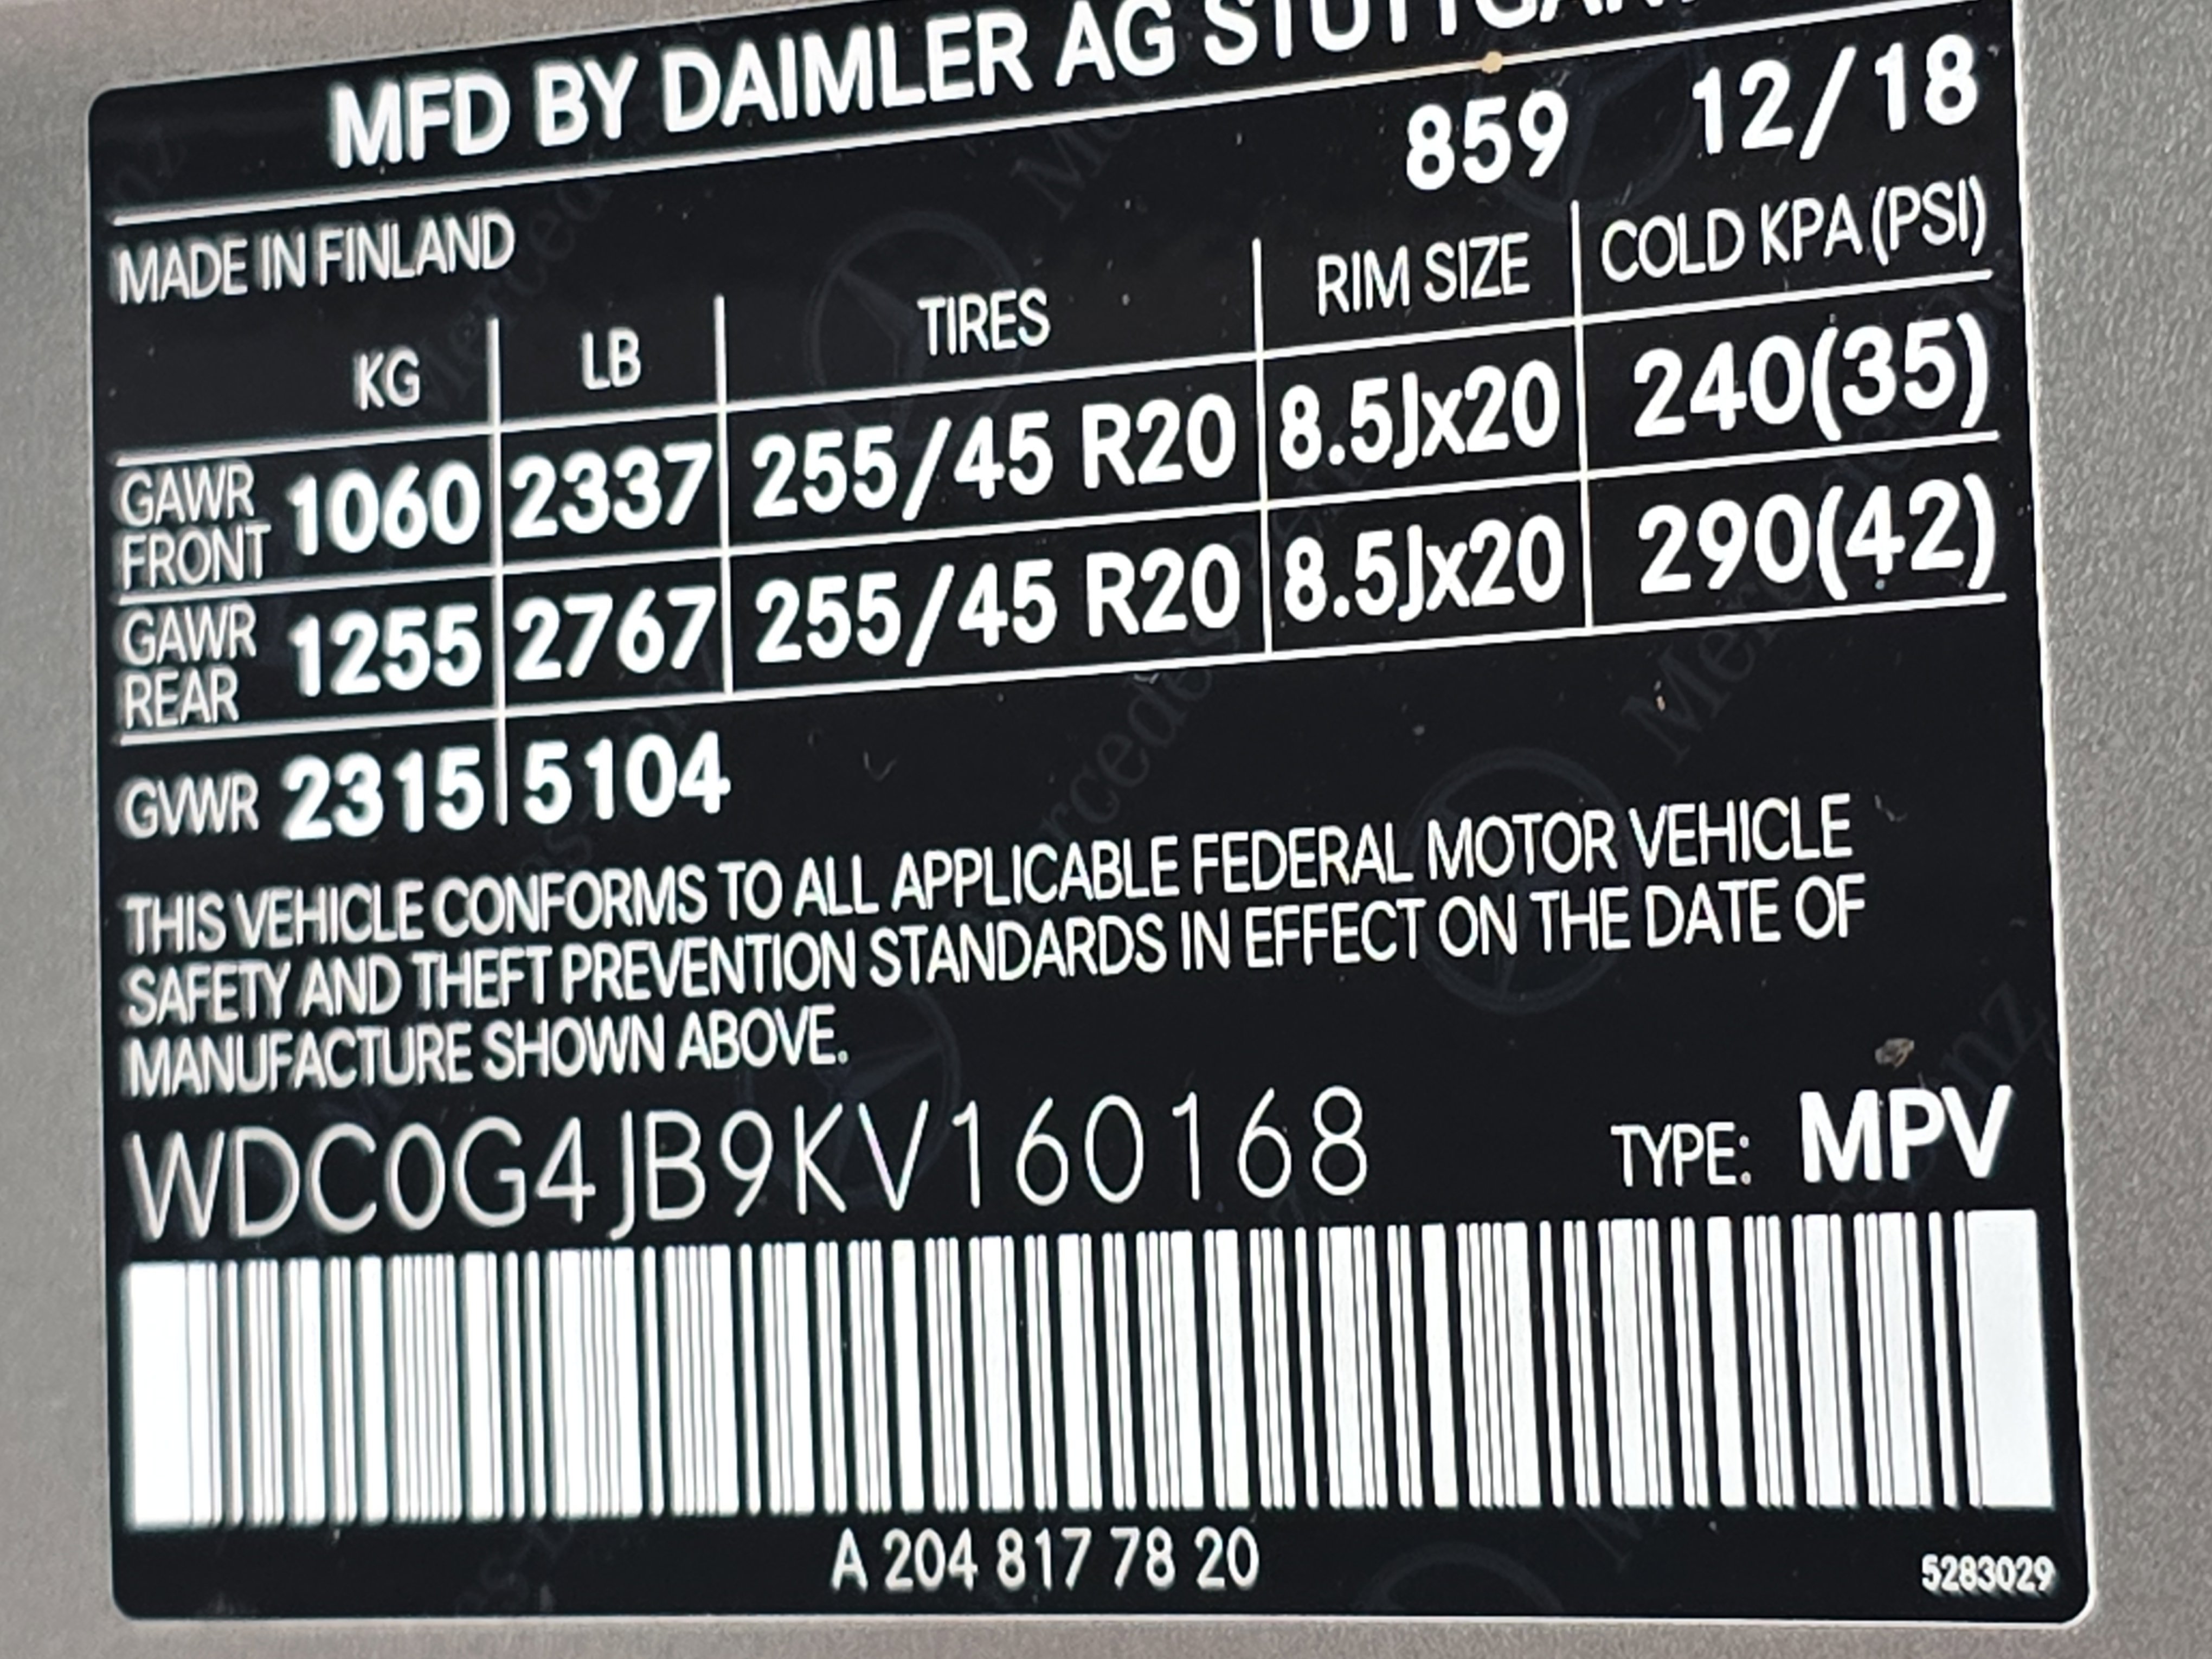 MFD BY DAIMLER AG STUTTGART
859 12/18
MADE IN FINLAND
KG LB TIRES RIM SIZE COLD KPA (PSI)
GAWR FRONT 1060 2337 255/45 R20 8.5Jx20 240(35)
GAWR REAR 1255 2767 255/45 R20 8.5Jx20 290(42)
GVWR 2315 5104
THIS VEHICLE CONFORMS TO ALL APPLICABLE FEDERAL MOTOR VEHICLE
SAFETY AND THEFT PREVENTION STANDARDS IN EFFECT ON THE DATE OF
MANUFACTURE SHOWN ABOVE.
WDC0G4JB9KV160168 TYPE: MPV
A 204 817 78 20
5283029